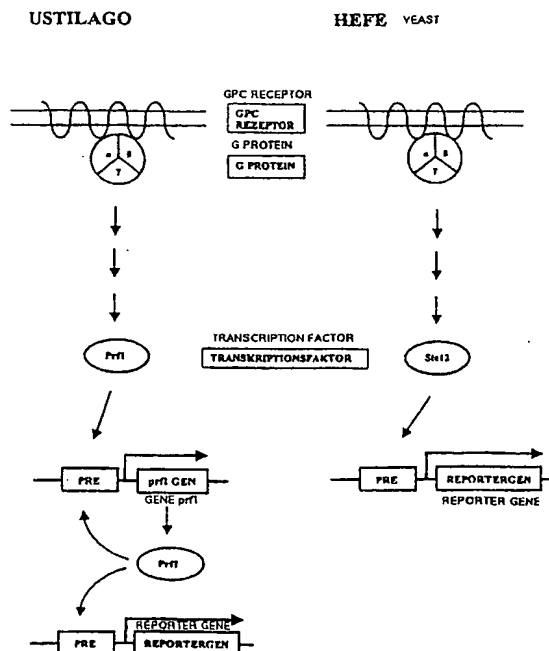 USTILAGO
HEFE YEAST
GPC RECEPTOR
GPC
REZEPTOR
G PROTEIN
G PROTEIN
α β
γ
α β
γ
TRANSCRIPTION FACTOR
Prf1
TRANSKRIPTIONSFAKTOR
Ste12
PRE
prf1 GEN
GENE prf1
PRE
REPORTERGEN
REPORTER GENE
Prf1
REPORTER GENE
PRE
REPORTERGEN